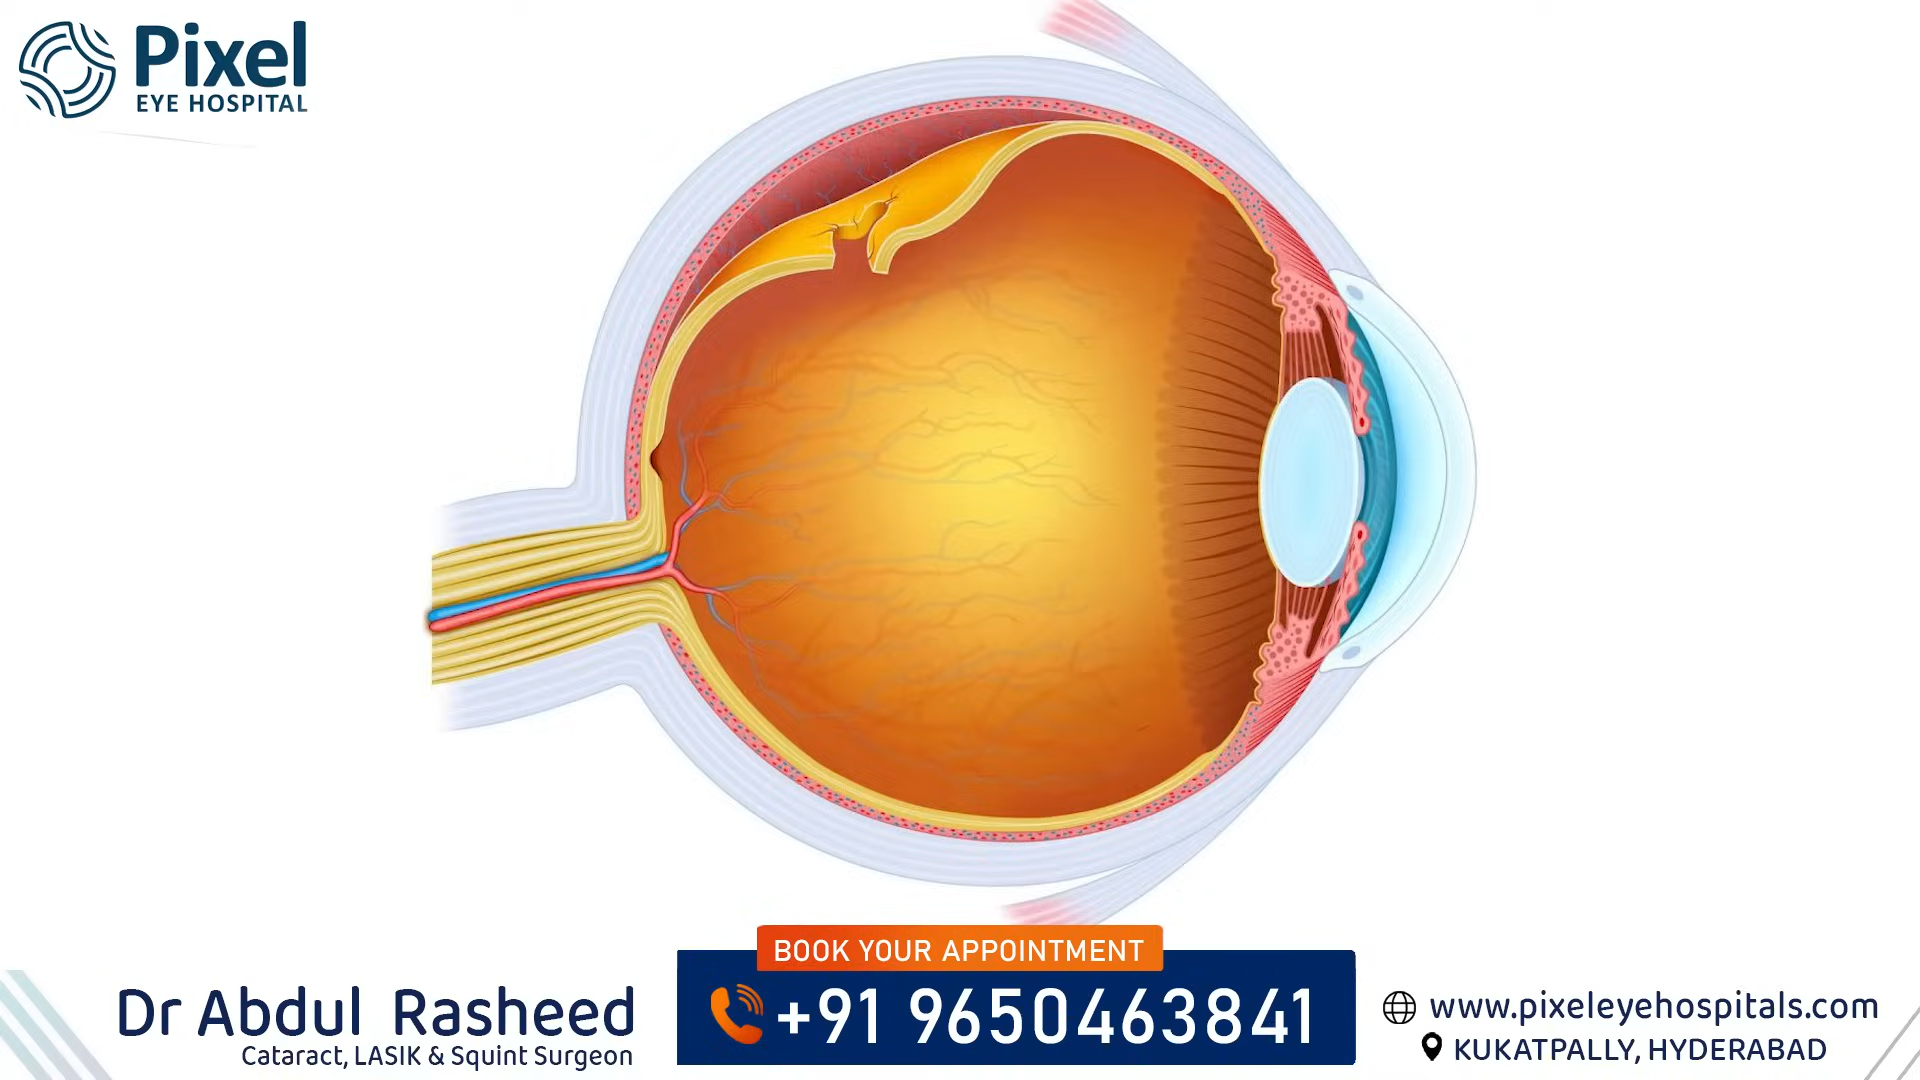 Pixel
EYE HOSPITAL
BOOK YOUR APPOINTMENT
+91 9650463841
Dr Abdul Rasheed
Cataract, LASIK & Squint Surgeon
www.pixeleyehospitals.com
KUKATPALLY, HYDERABAD